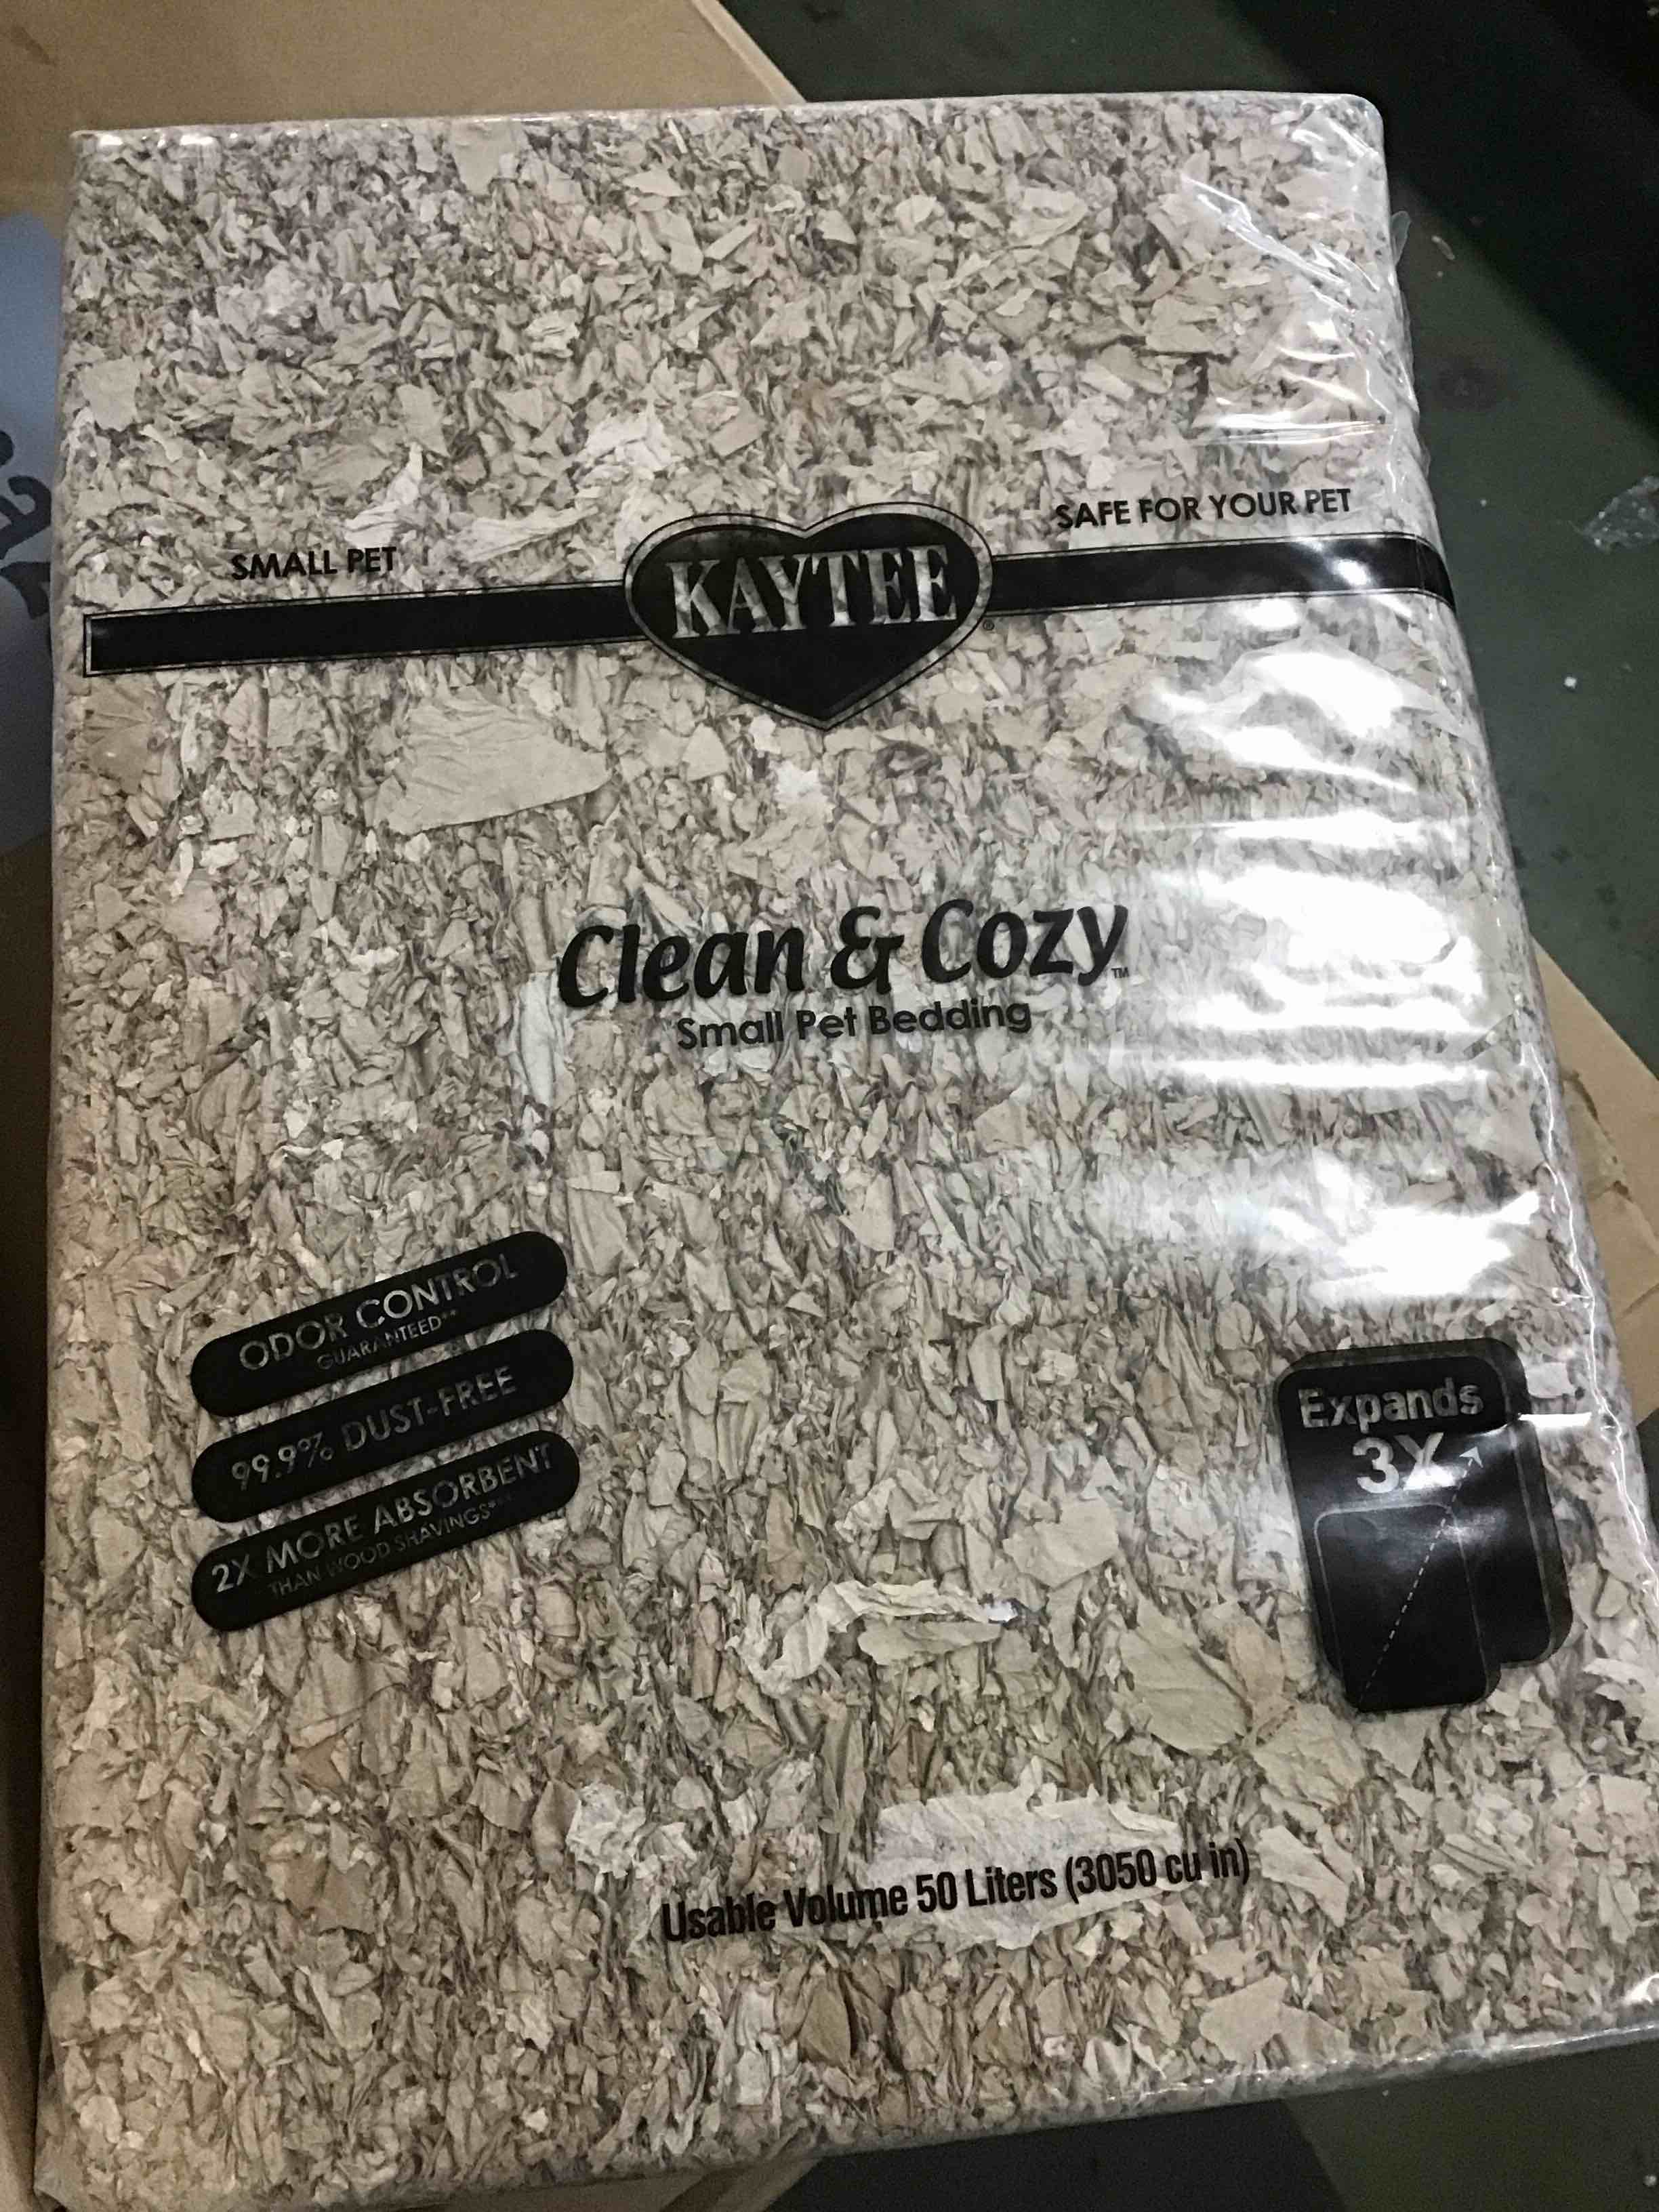 SMALL PET
SAFE FOR YOUR PET
KAYTEE®
Clean & Cozy™
Small Pet Bedding
ODOR CONTROL
GUARANTEED**
99.9% DUST-FREE
2X MORE ABSORBENT
THAN WOOD SHAVINGS*
Expands
3X
Usable Volume 50 Liters (3050 cu in)